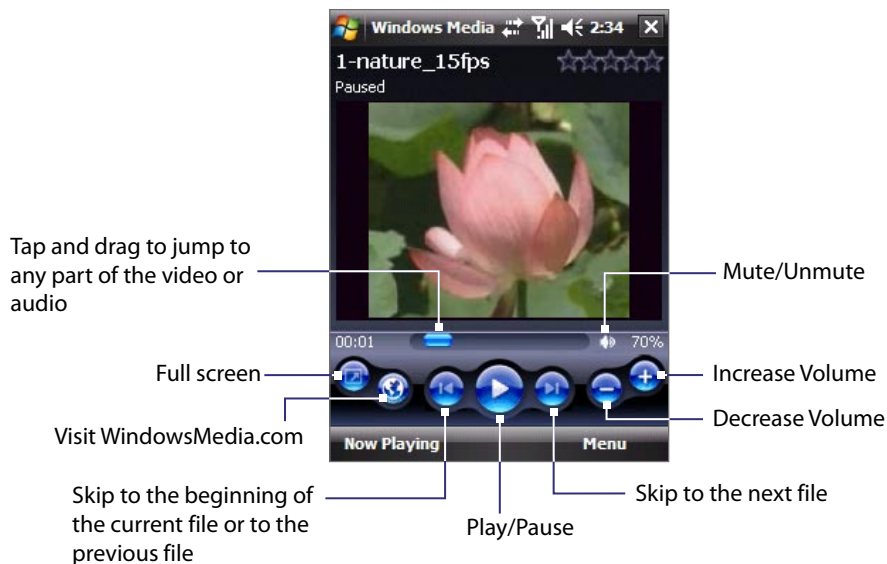 Windows Media 2:34
1-nature_15fps
Paused
Tap and drag to jump to
any part of the video or
audio
Mute/Unmute
00:01 70%
Full screen
Increase Volume
Decrease Volume
Visit WindowsMedia.com
Now Playing Menu
Skip to the beginning of
the current file or to the
previous file
Play/Pause
Skip to the next file